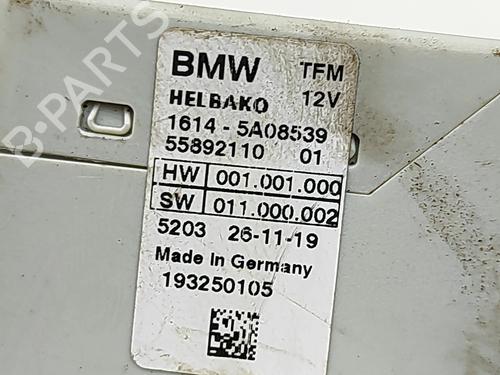 B-PARTS
BMW TFM
HELBAKO 12V
1614 - 5A08539
55892110 01
HW 001.001.000
SW 011.000.002
5203 26-11-19
Made in Germany
193250105